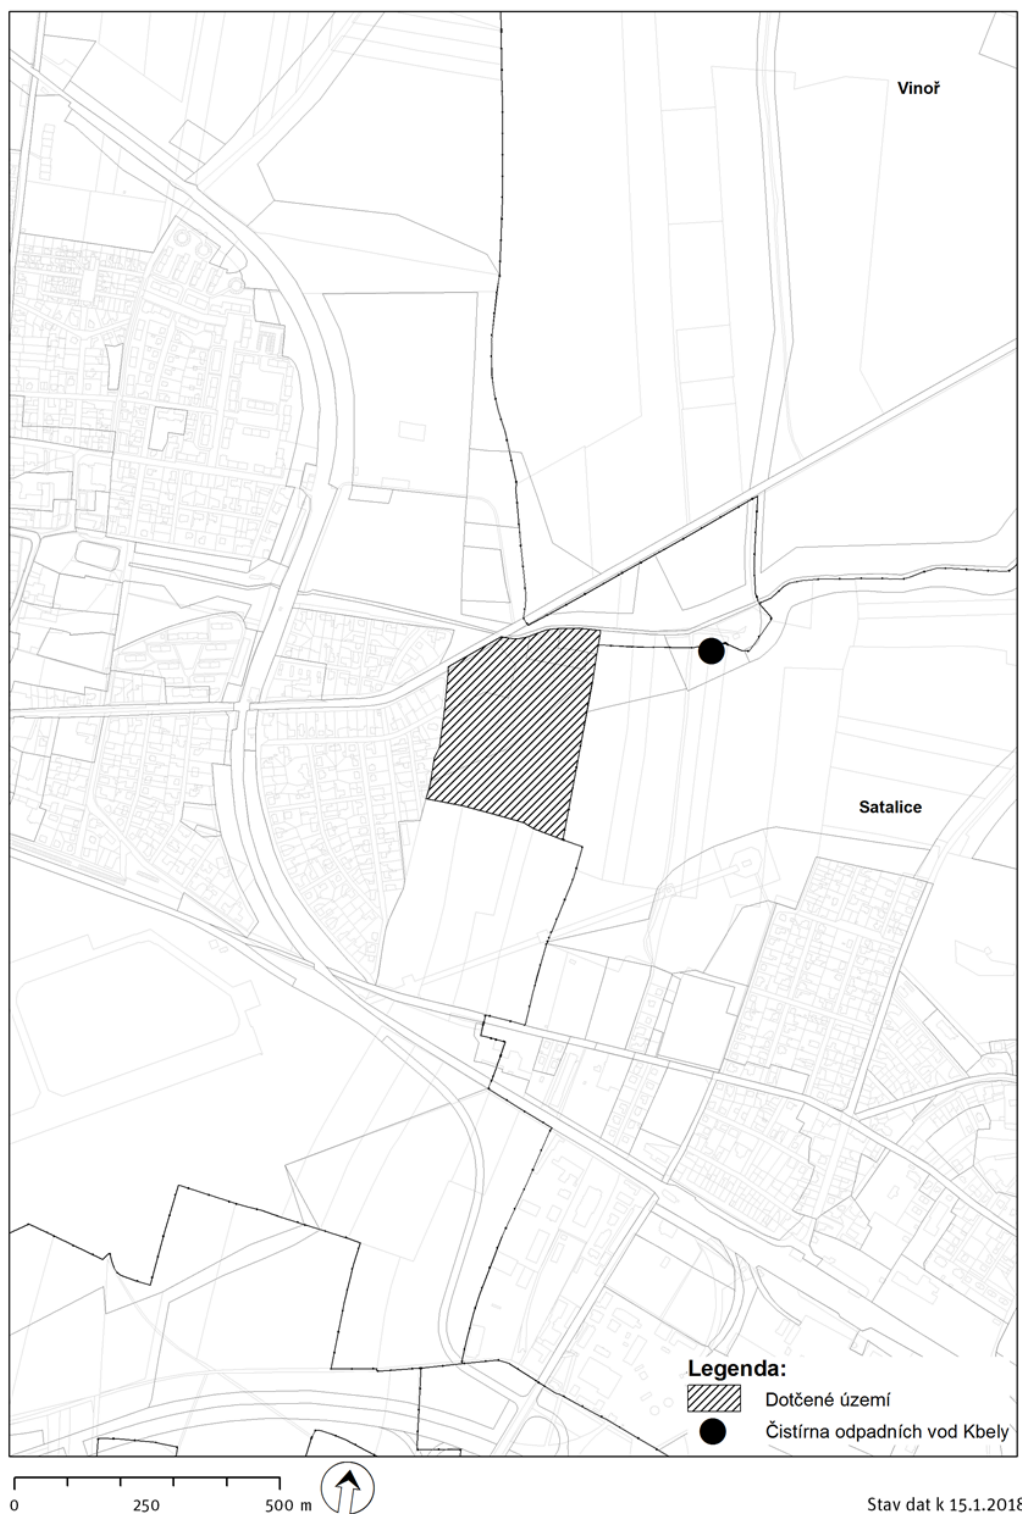 Vinoř
Satalice
Legenda:
Dotčené území
Čistírna odpadních vod Kbely
0 250 500 m
Stav dat k 15.1.2018